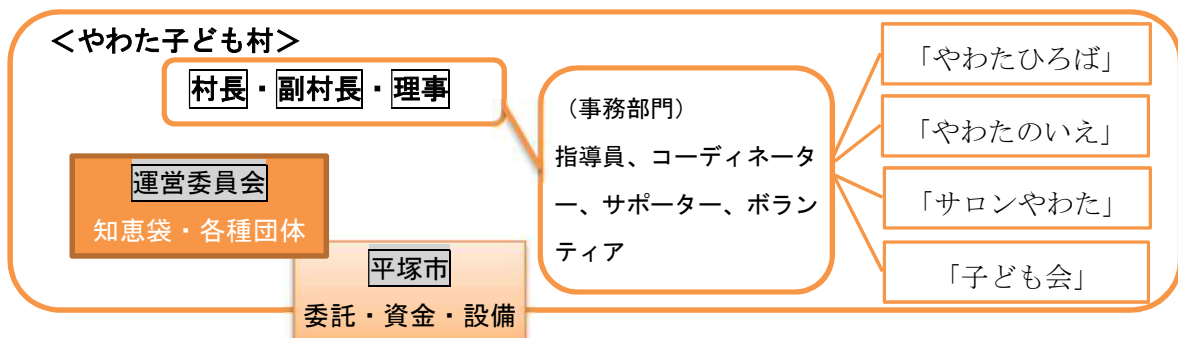 ＜やわた子ども村＞
村長・副村長・理事
運営委員会
知恵袋・各種団体
平塚市
委託・資金・設備
（事務部門）
指導員、コーディネータ
ー、サポーター、ボラン
ティア
「やわたひろば」
「やわたのいえ」
「サロンやわた」
「子ども会」